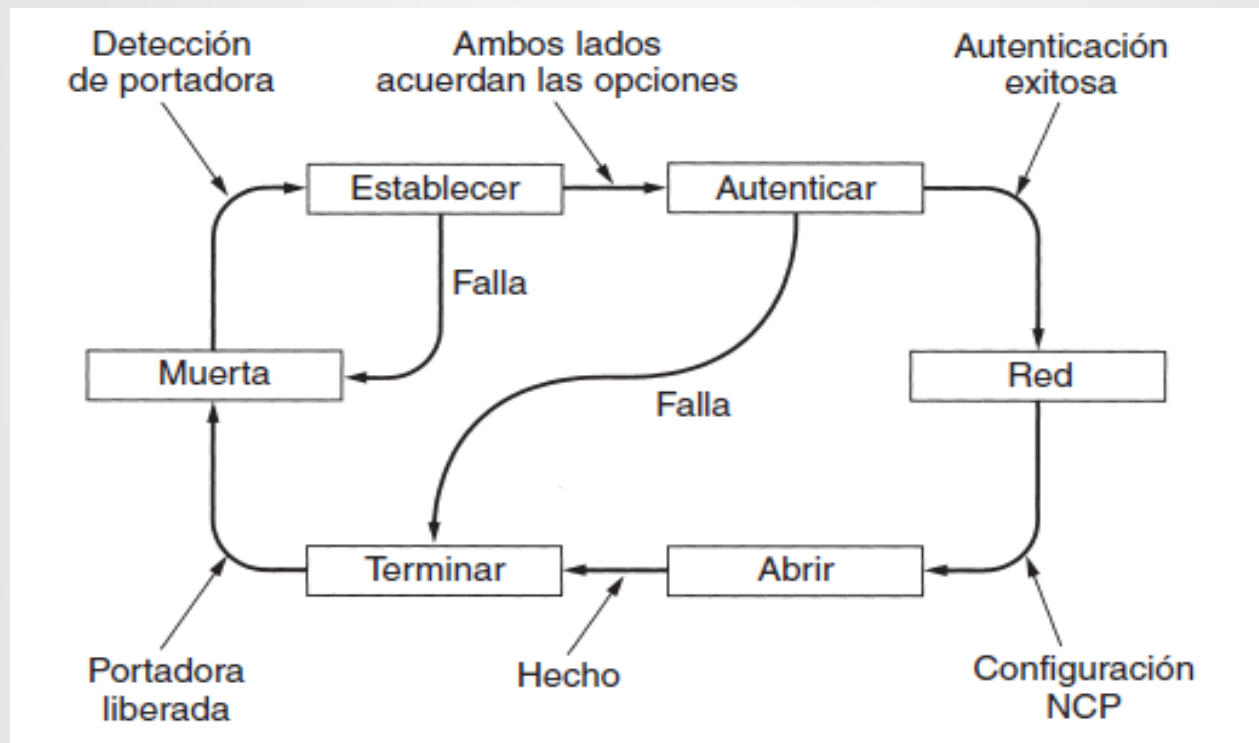 Detección
de portadora
Ambos lados
acuerdan las opciones
Autenticación
exitosa
Establecer
Autenticar
Falla
Muerta
Falla
Red
Terminar
Abrir
Portadora
liberada
Hecho
Configuración
NCP